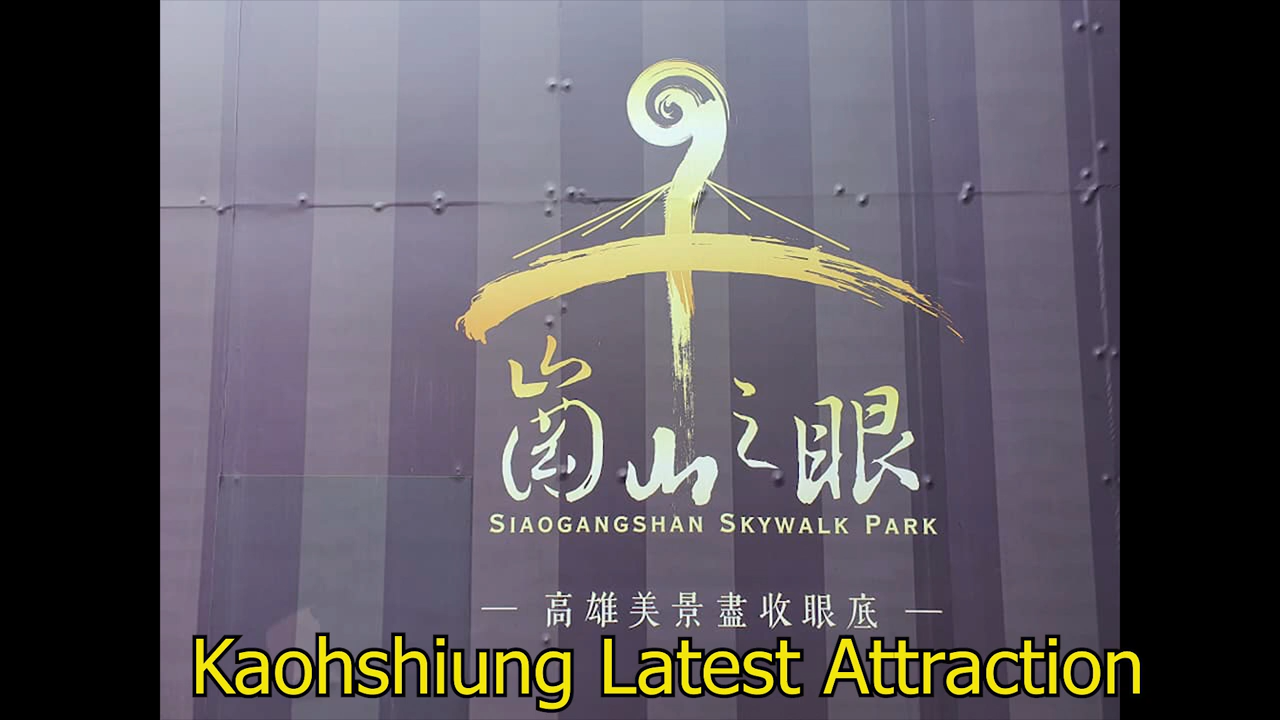 崗山之眼
SIAOGANGSHAN SKYWALK PARK
— 高雄美景盡收眼底 —
Kaohshiung Latest Attraction